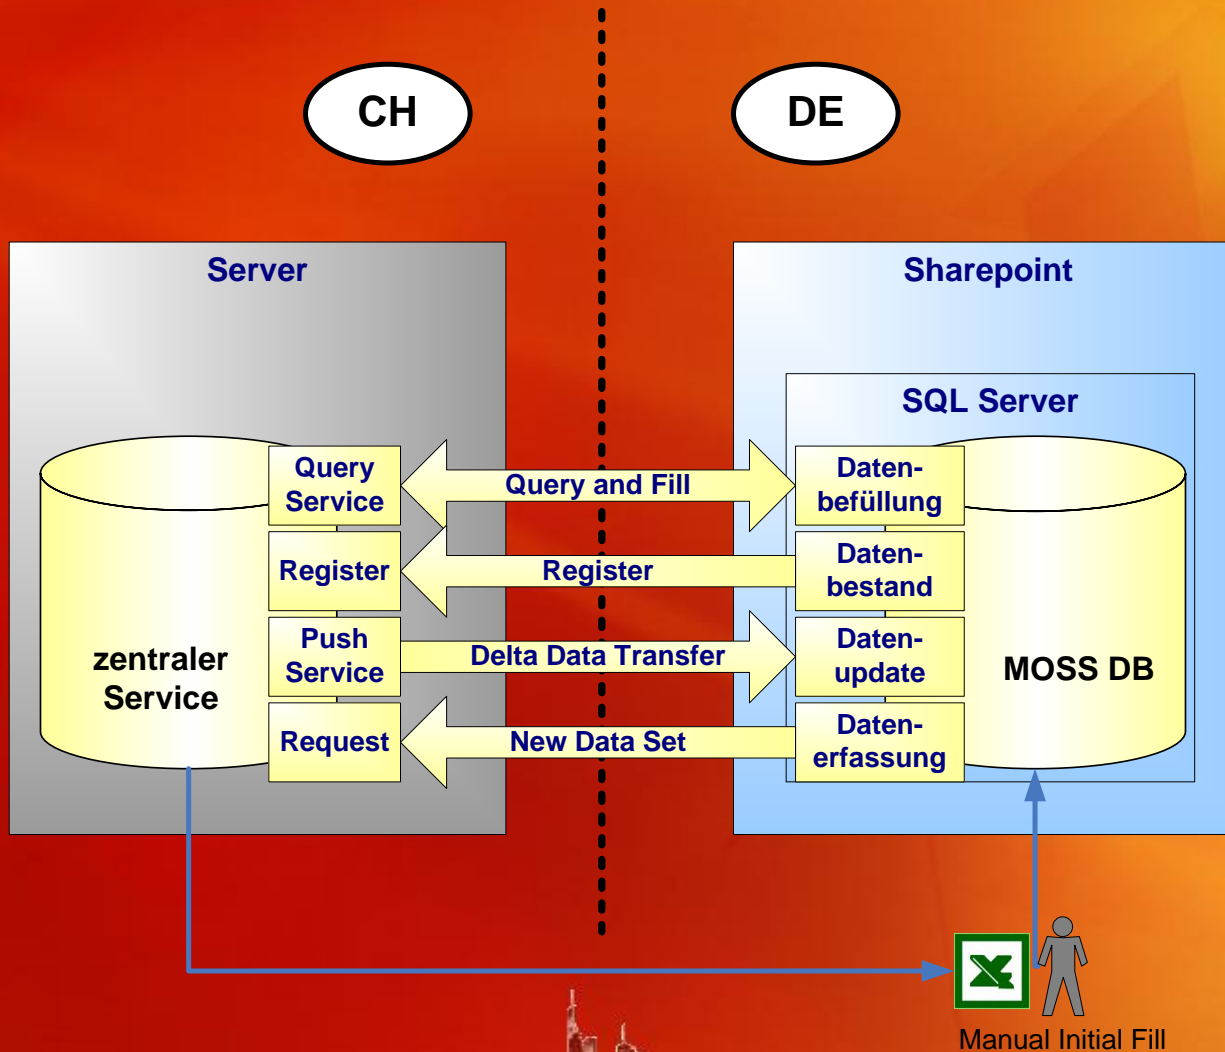 CH
DE
Server
Sharepoint
SQL Server
Query
Service
Query and Fill
Daten-
befüllung
Register
Register
Daten-
bestand
zentraler
Service
Push
Service
Delta Data Transfer
Daten-
update
MOSS DB
Request
New Data Set
Daten-
erfassung
Manual Initial Fill